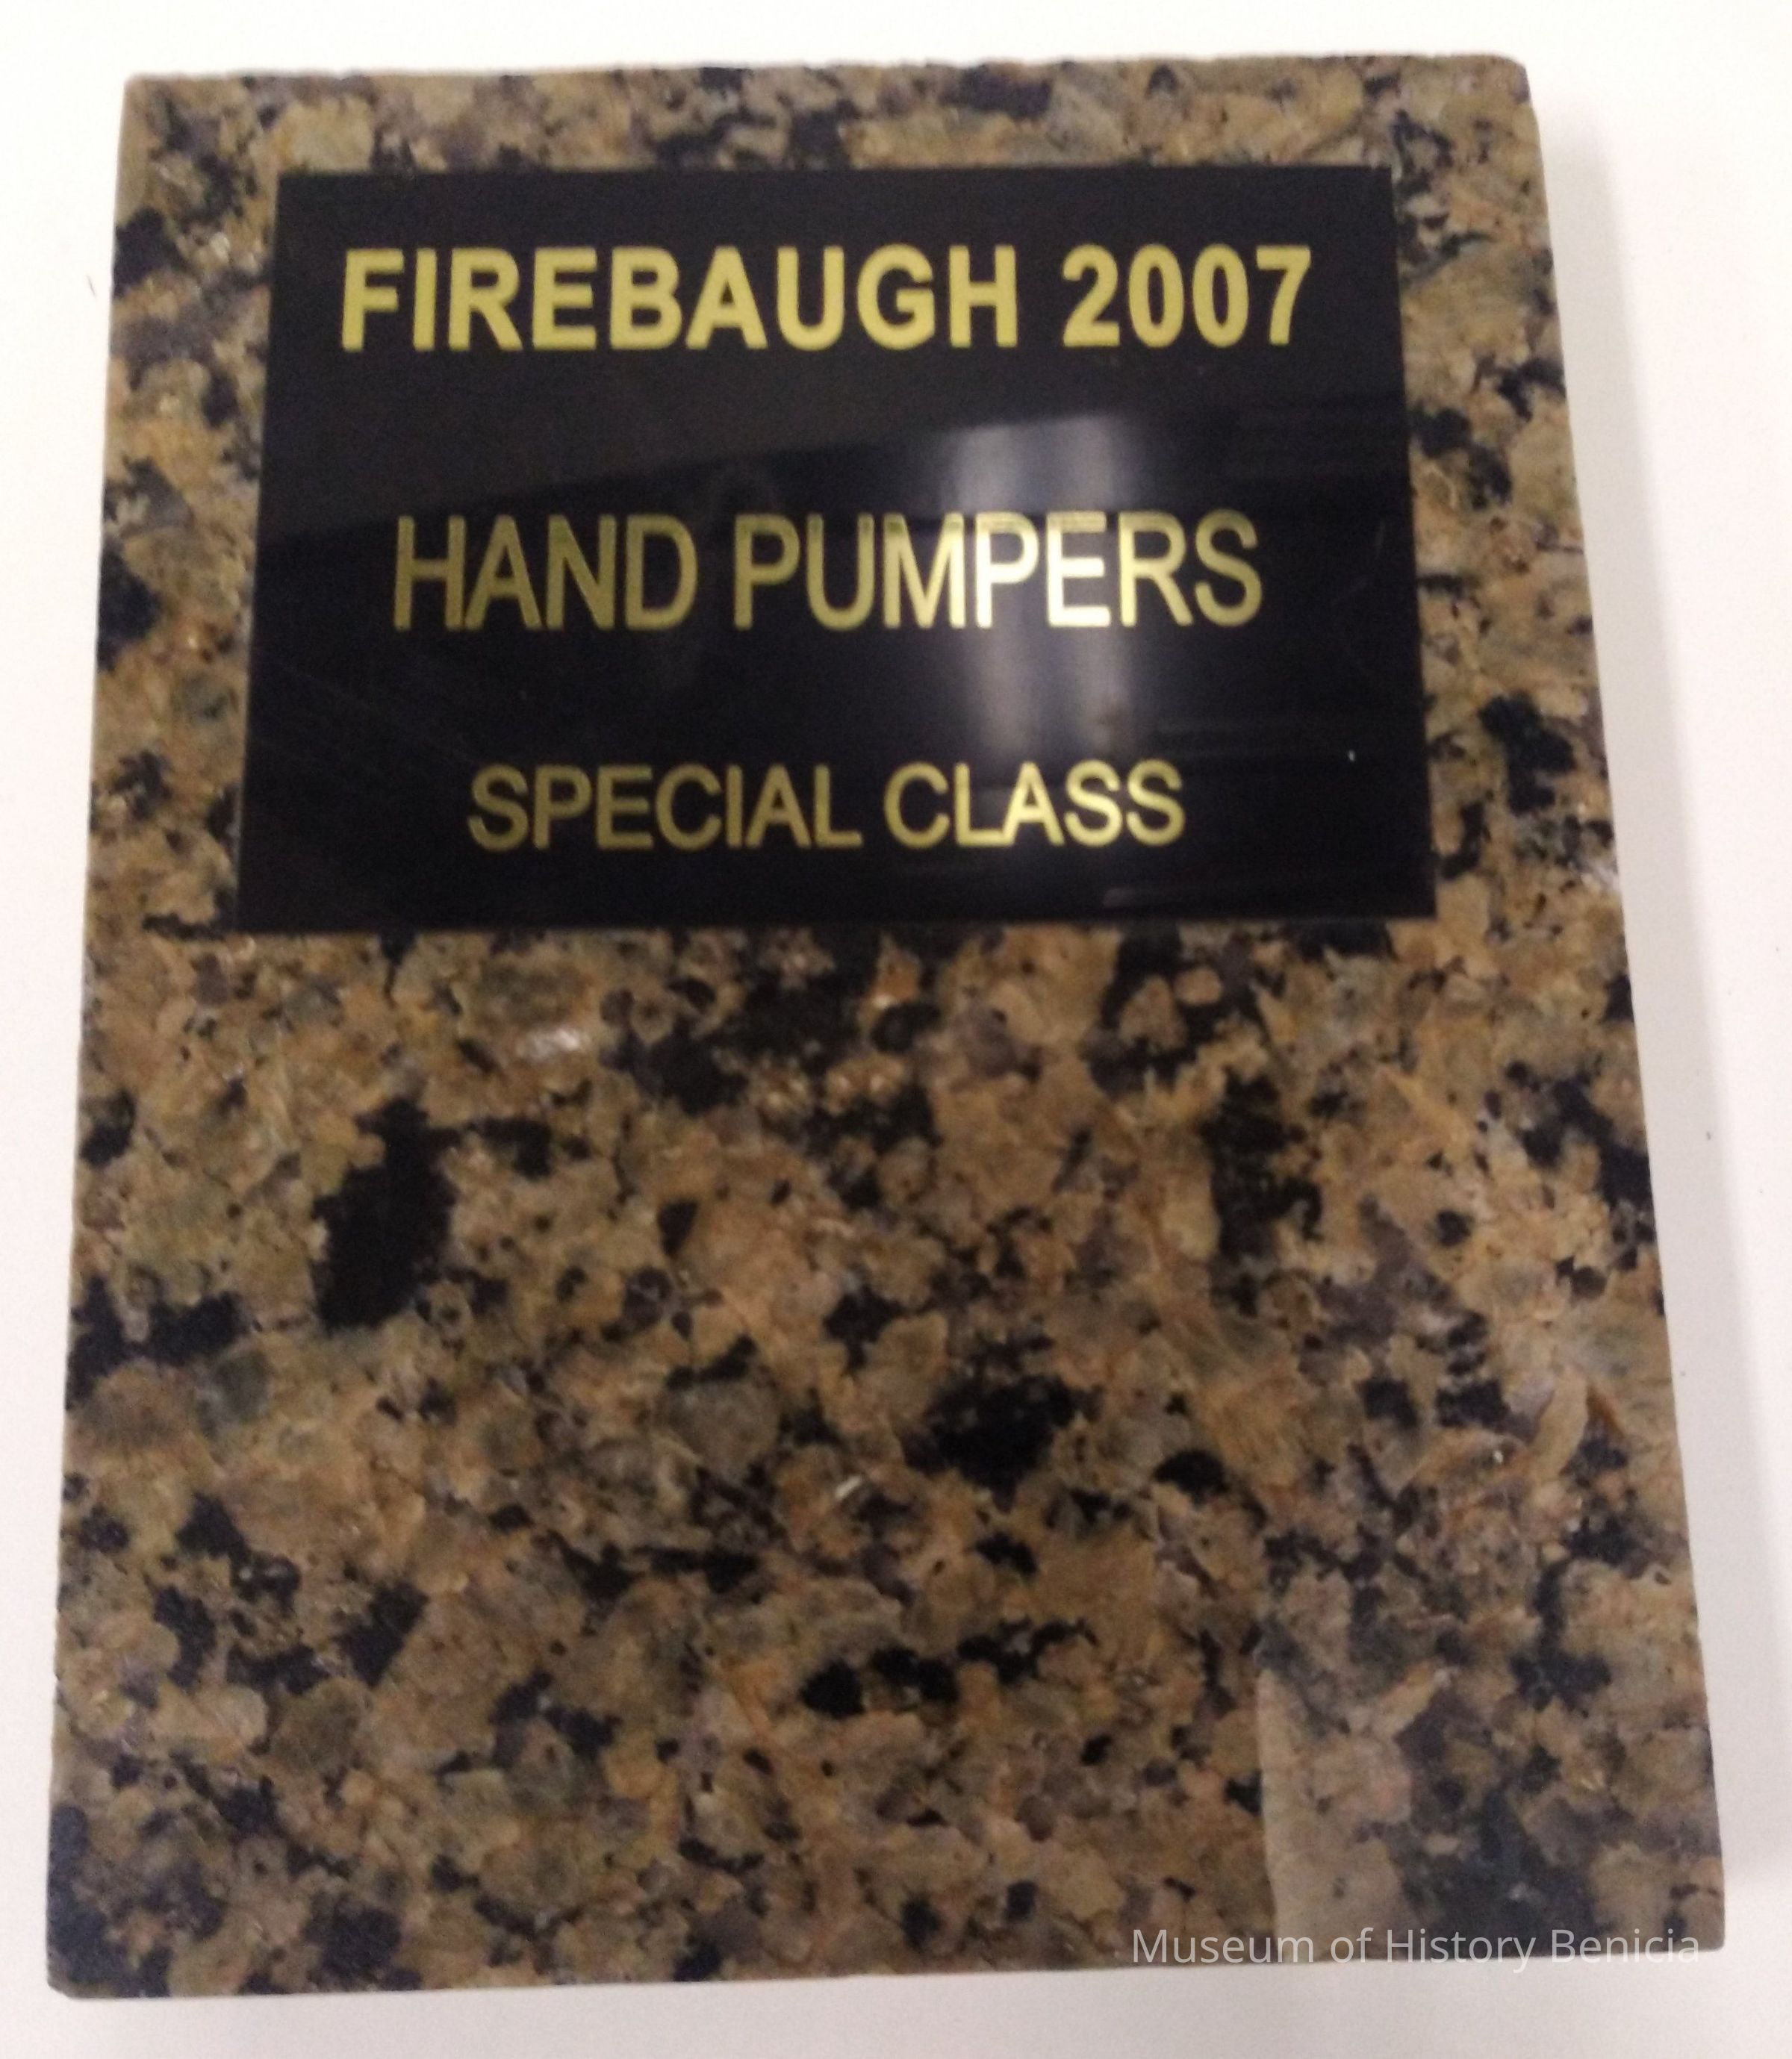 FIREBAUGH 2007
HAND PUMPERS
SPECIAL CLASS
Museum of History Benicia